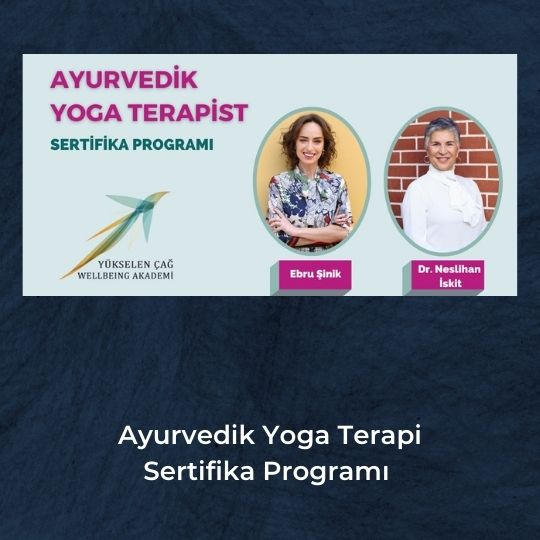 AYURVEDİK
YOGA TERAPİST
SERTİFİKA PROGRAMI
YÜKSELEN ÇAĞ
WELLBEING AKADEMİ
Ebru Şinik
Dr. Neslihan
İskit
Ayurvedik Yoga Terapi
Sertifika Programı